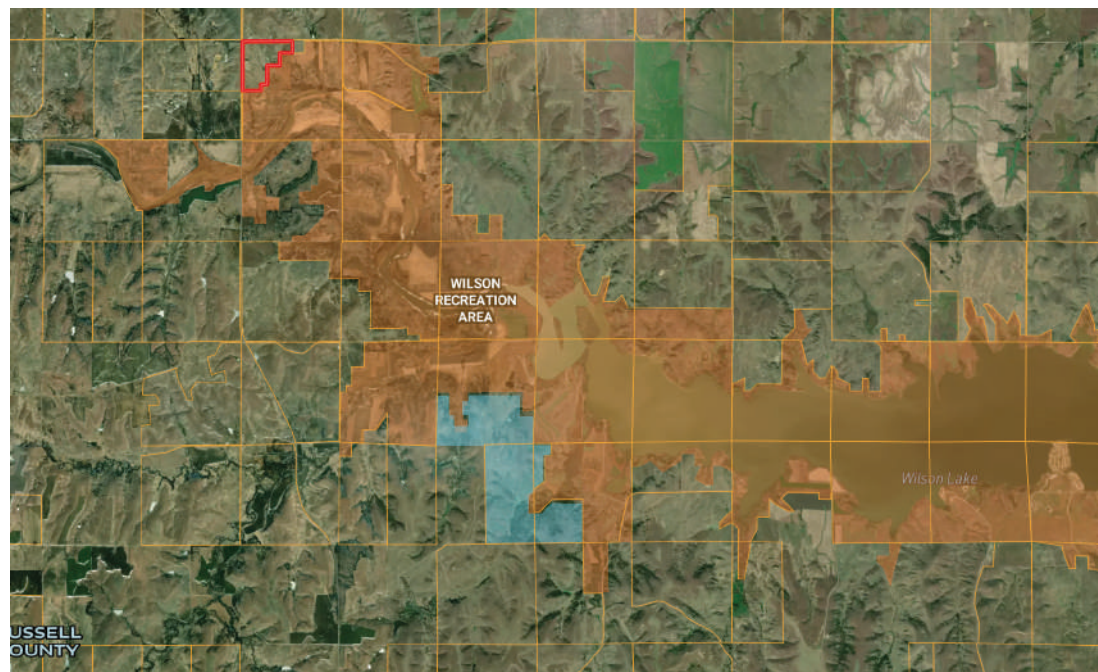 WILSON
RECREATION
AREA
Wilson Lake
USSELL
OUNTY